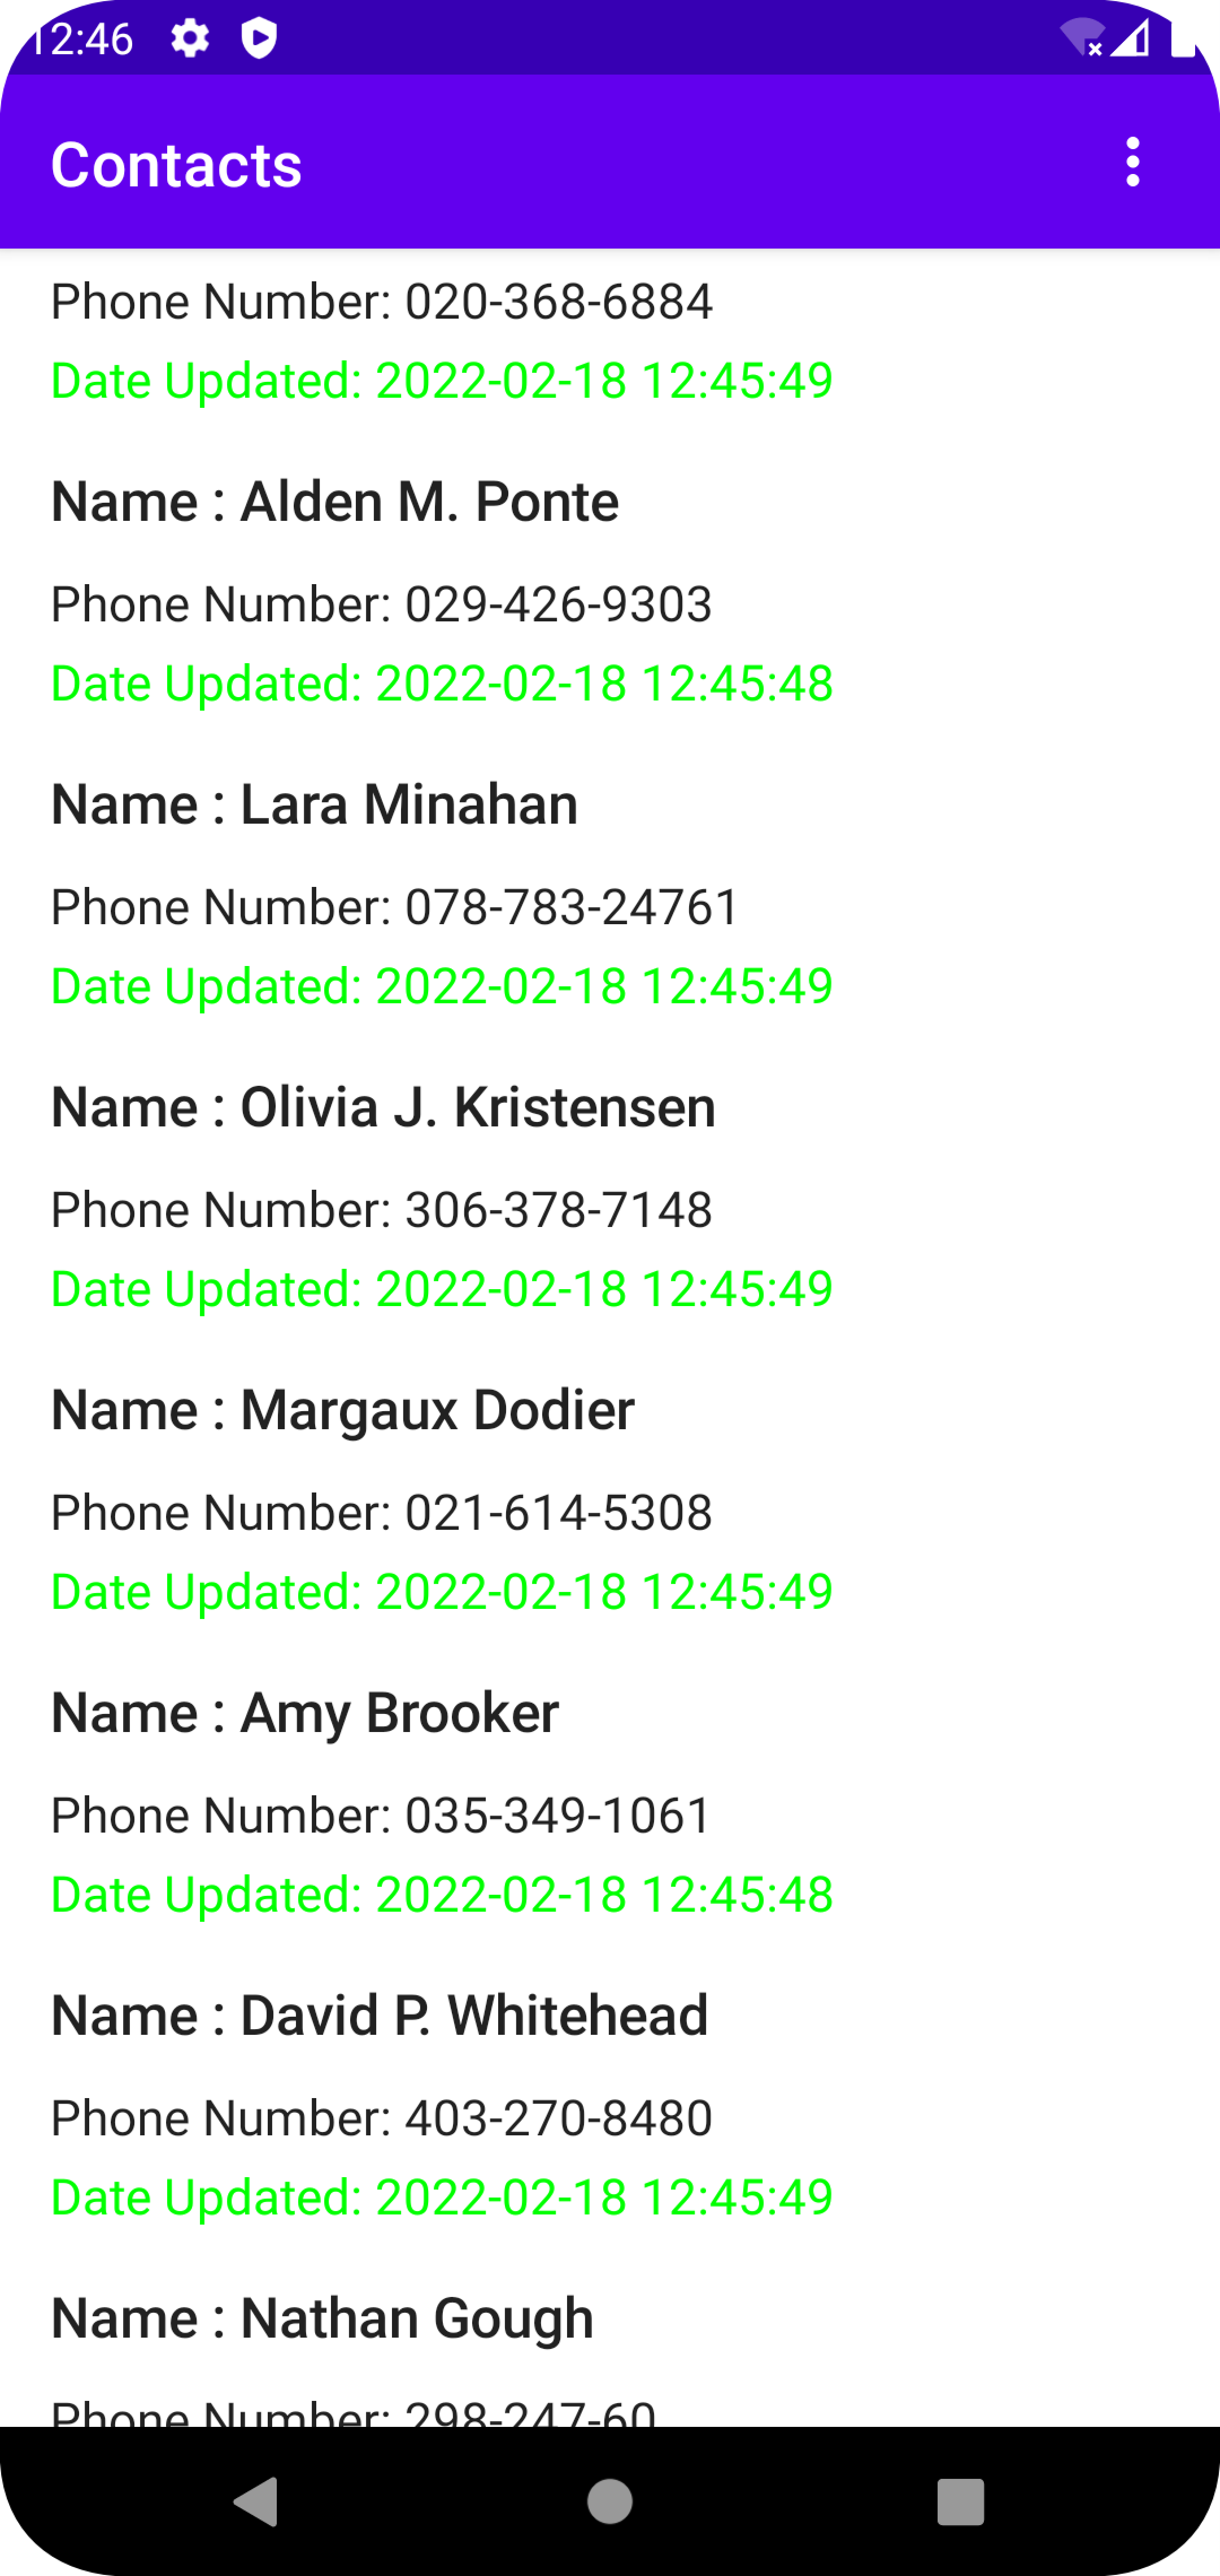 12:46
Contacts
Phone Number: 020-368-6884
Date Updated: 2022-02-18 12:45:49
Name : Alden M. Ponte
Phone Number: 029-426-9303
Date Updated: 2022-02-18 12:45:48
Name : Lara Minahan
Phone Number: 078-783-24761
Date Updated: 2022-02-18 12:45:49
Name : Olivia J. Kristensen
Phone Number: 306-378-7148
Date Updated: 2022-02-18 12:45:49
Name : Margaux Dodier
Phone Number: 021-614-5308
Date Updated: 2022-02-18 12:45:49
Name : Amy Brooker
Phone Number: 035-349-1061
Date Updated: 2022-02-18 12:45:48
Name : David P. Whitehead
Phone Number: 403-270-8480
Date Updated: 2022-02-18 12:45:49
Name : Nathan Gough
Phone Number: 298-247-60